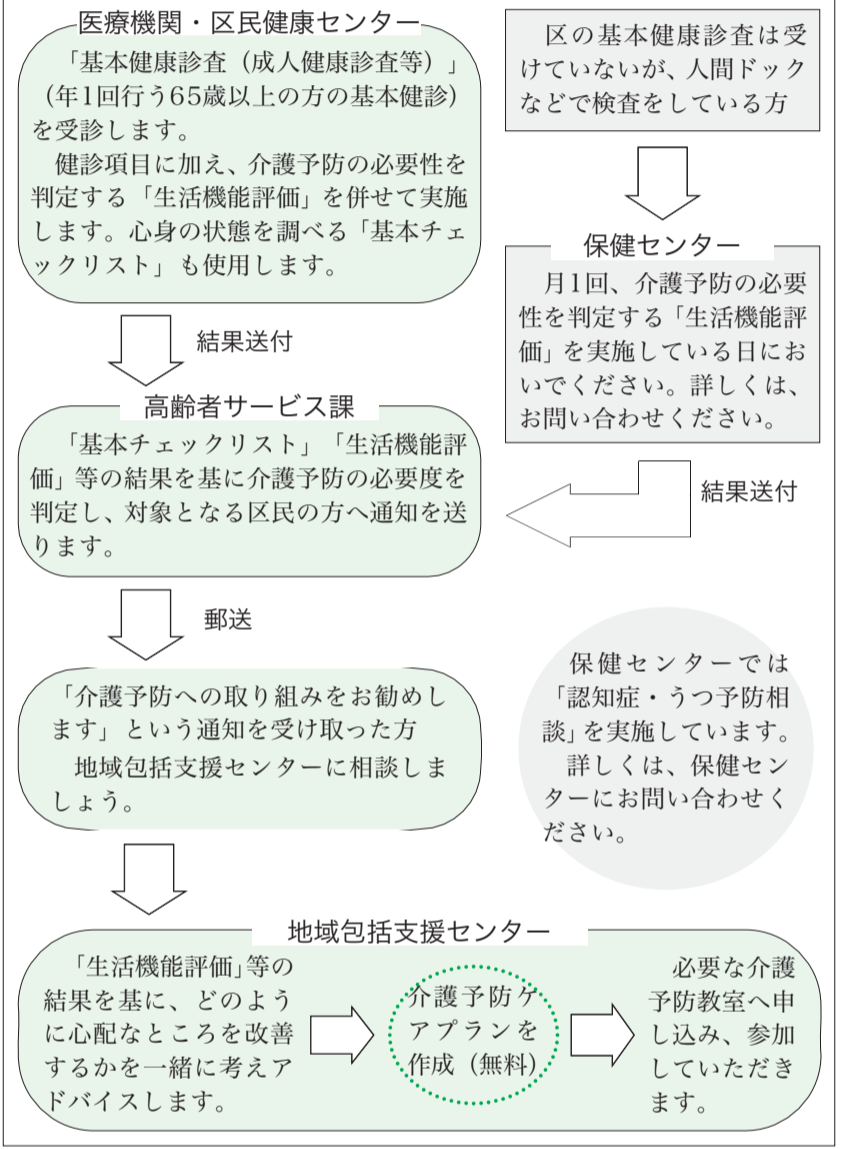 医療機関・区民健康センター
「基本健康診査（成人健康診査等）」
（年1回行う65歳以上の方の基本健診）
を受診します。
健診項目に加え、介護予防の必要性を
判定する「生活機能評価」を併せて実施
します。心身の状態を調べる「基本チェ
ックリスト」も使用します。
結果送付
区の基本健康診査は受
けていないが、人間ドック
などで検査をしている方
保健センター
月1回、介護予防の必要
性を判定する「生活機能評
価」を実施している日にお
いでください。詳しくは、
お問い合わせください。
結果送付
高齢者サービス課
「基本チェックリスト」「生活機能評
価」等の結果を基に介護予防の必要度を
判定し、対象となる区民の方へ通知を送
ります。
郵送
「介護予防への取り組みをお勧めし
ます」という通知を受け取った方
地域包括支援センターに相談しま
しょう。
保健センターでは
「認知症・うつ予防相
談」を実施しています。
詳しくは、保健セン
ターにお問い合わせく
ださい。
地域包括支援センター
「生活機能評価」等の
結果を基に、どのよう
に心配なところを改善
するかを一緒に考えア
ドバイスします。
介護予防ケ
アプランを
作成（無料）
必要な介護
予防教室へ申
し込み、参加
していただき
ます。